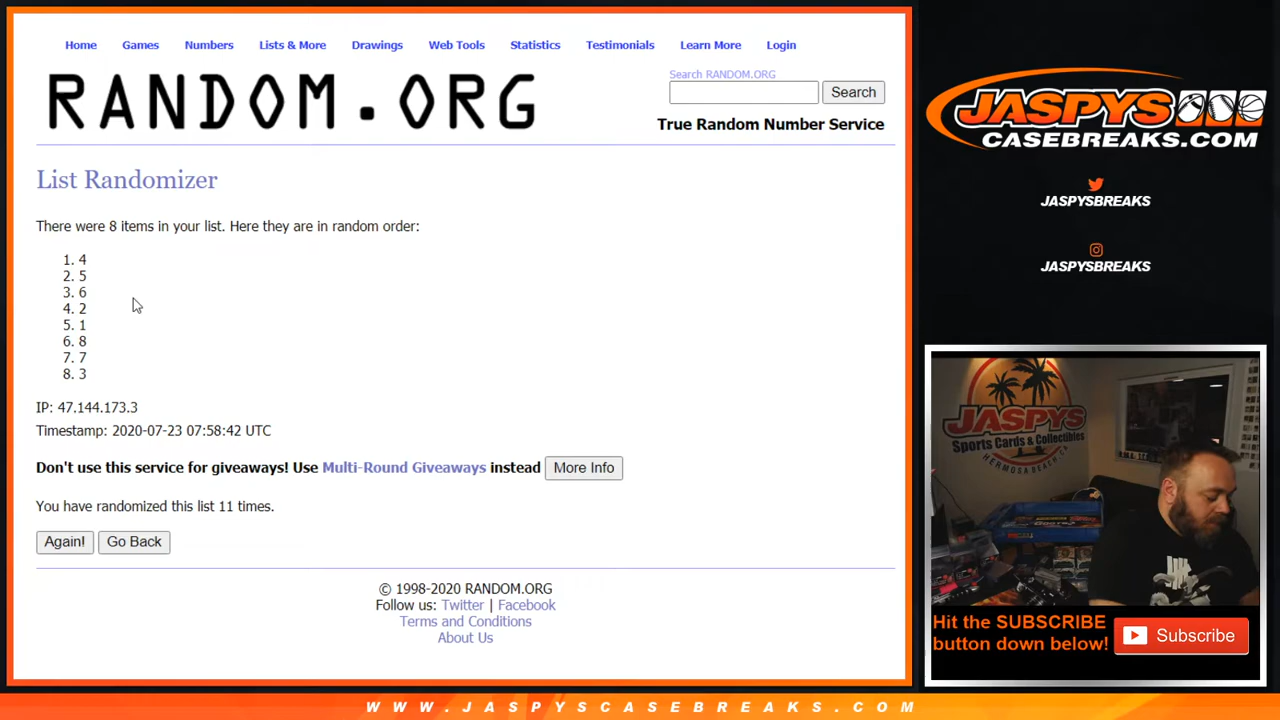 Home Games Numbers Lists & More Drawings Web Tools Statistics Testimonials Learn More Login
RANDOM.ORG
Search RANDOM.ORG
Search
True Random Number Service
List Randomizer
There were 8 items in your list. Here they are in random order:
1. 4
2. 5
3. 6
4. 2
5. 1
6. 8
7. 7
8. 3
IP: 47.144.173.3
Timestamp: 2020-07-23 07:58:42 UTC
Don't use this service for giveaways! Use Multi-Round Giveaways instead More Info
You have randomized this list 11 times.
Again! Go Back
© 1998-2020 RANDOM.ORG
Follow us: Twitter | Facebook
Terms and Conditions
About Us
JASPYS
CASEBREAKS.COM
JASPYSBREAKS
JASPYSBREAKS
JASPYS
Sports Cards & Collectibles
HERMOSA BEACH, CA
Hit the SUBSCRIBE
button down below!
Subscribe
WWW.JASPYSCASEBREAKS.COM